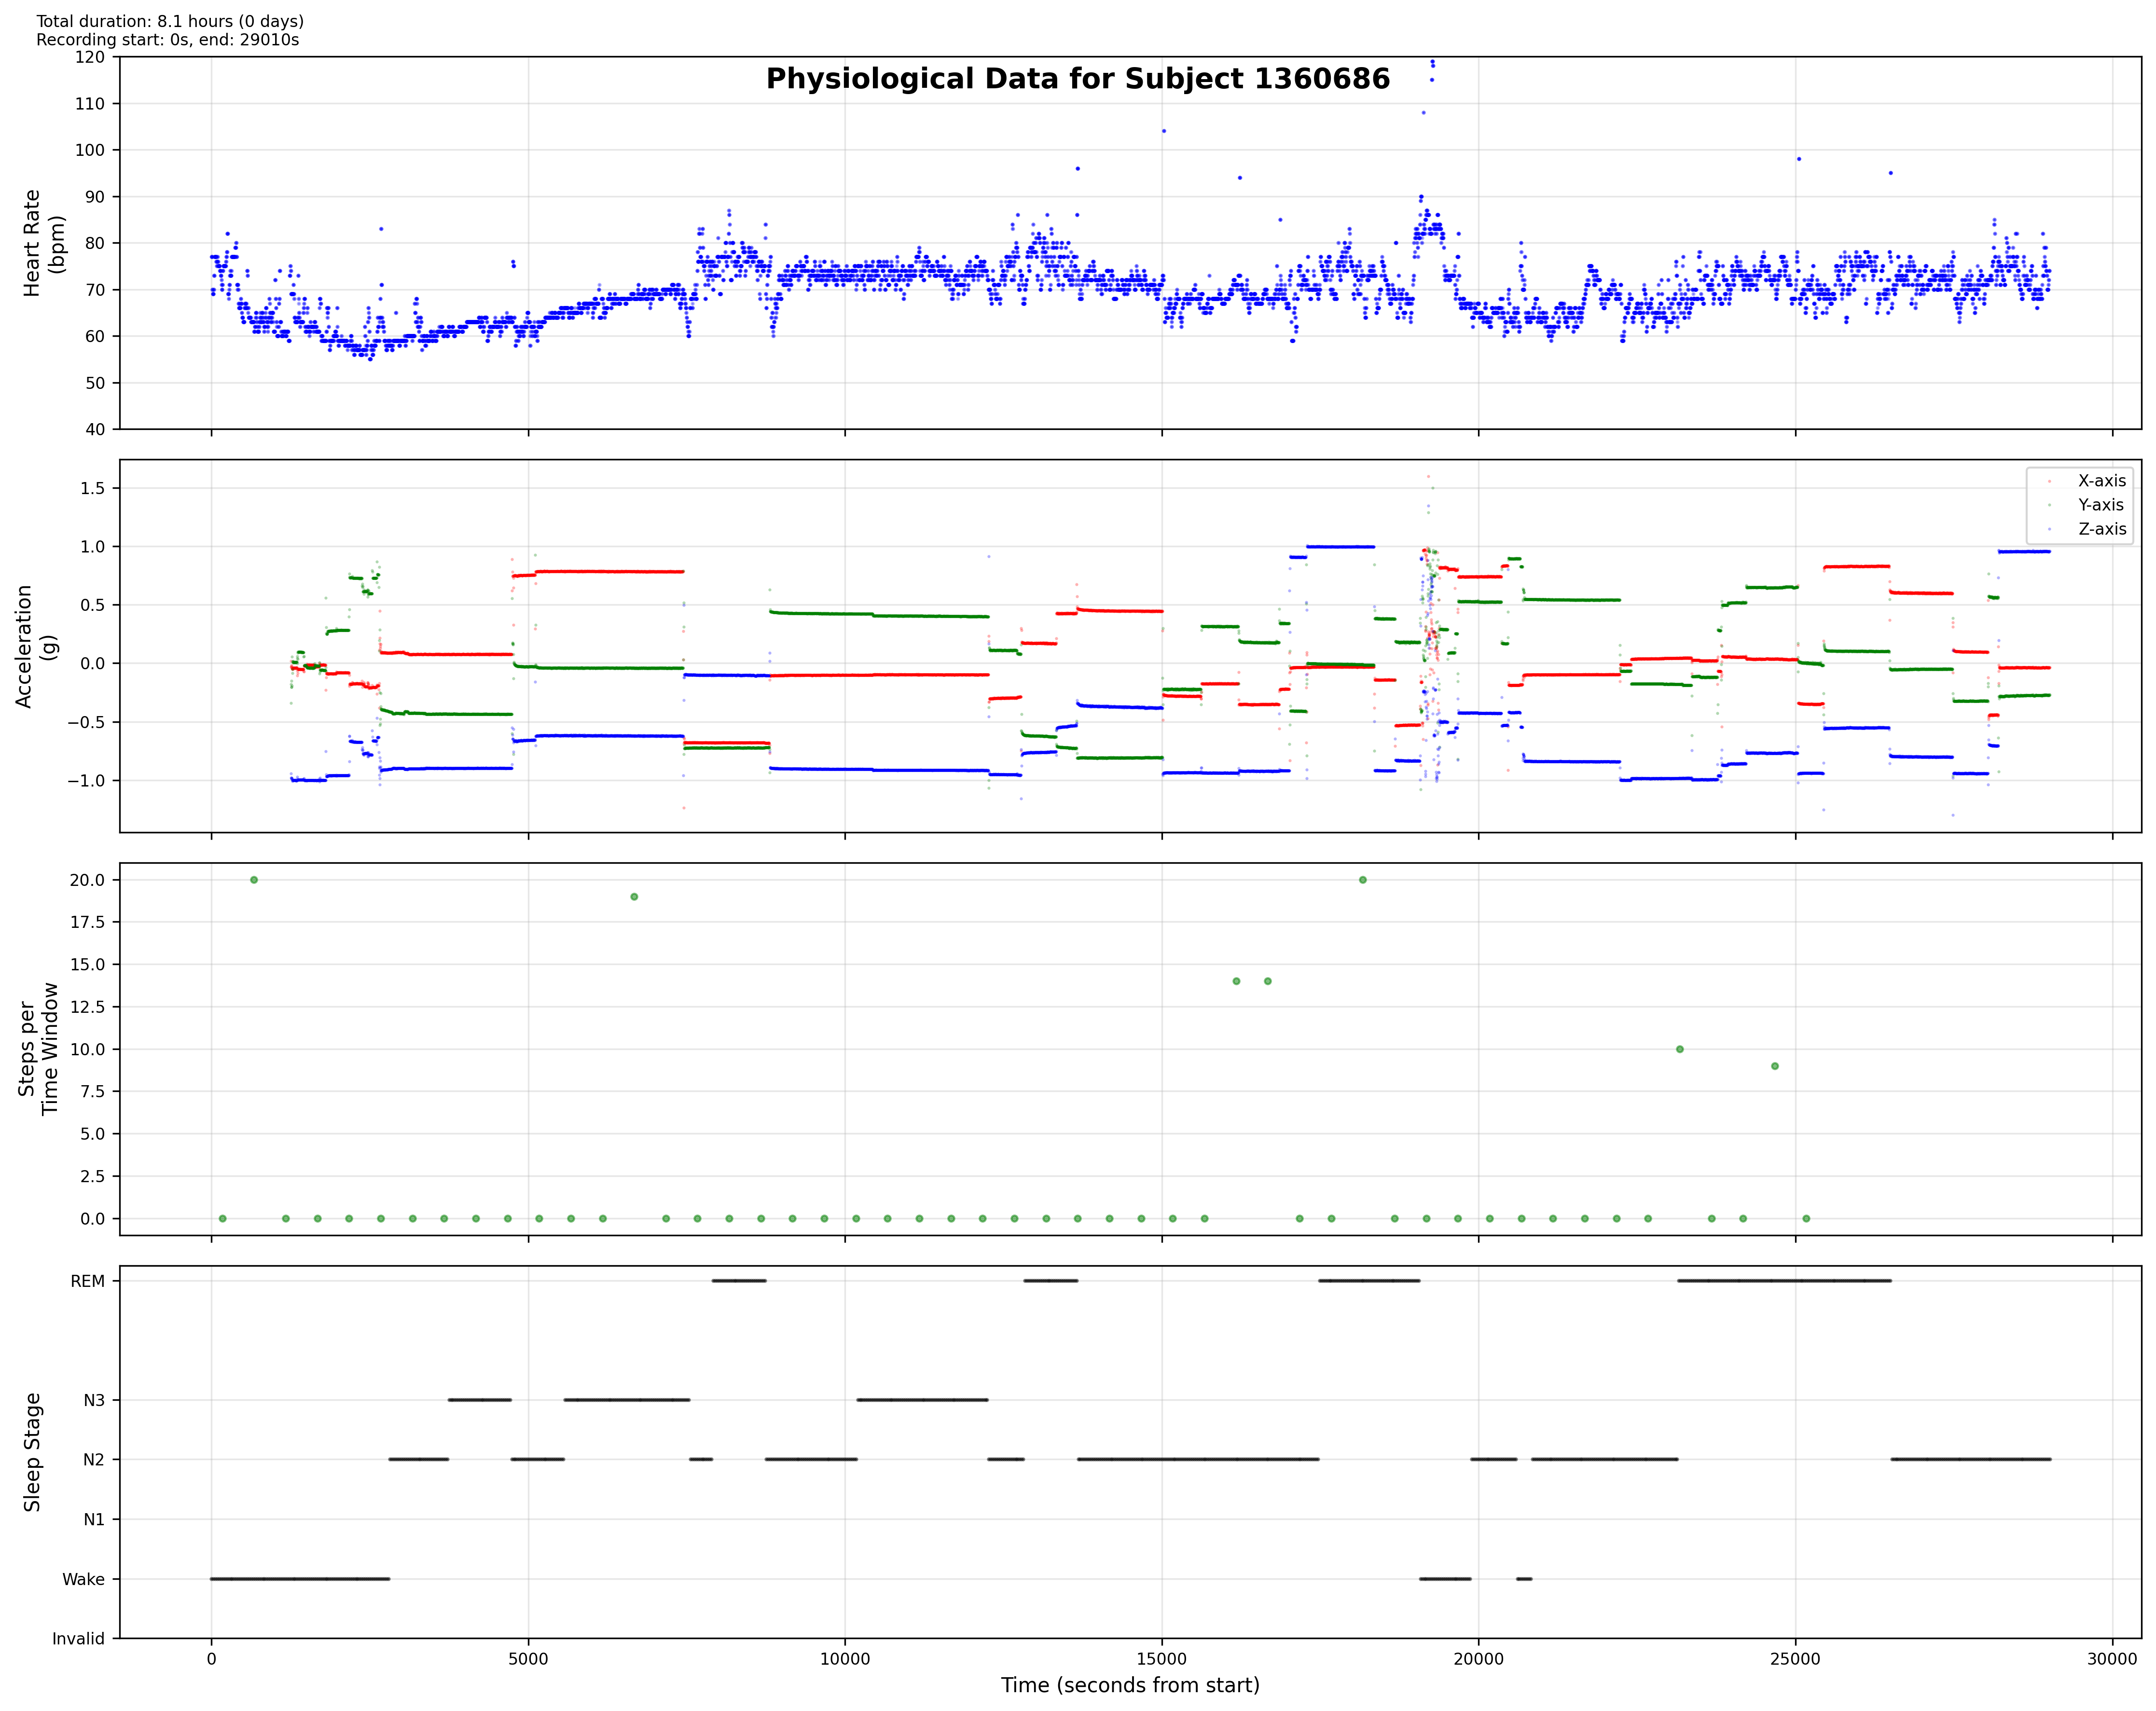 Total duration: 8.1 hours (0 days)
Recording start: 0s, end: 29010s
Physiological Data for Subject 1360686
120
110
100
90
80
70
60
50
40
Heart Rate
(bpm)
1.5
1.0
0.5
0.0
−0.5
−1.0
Acceleration
(g)
X-axis
Y-axis
Z-axis
20.0
17.5
15.0
12.5
10.0
7.5
5.0
2.5
0.0
Steps per
Time Window
REM
N3
N2
N1
Wake
Invalid
Sleep Stage
0 5000 10000 15000 20000 25000 30000
Time (seconds from start)